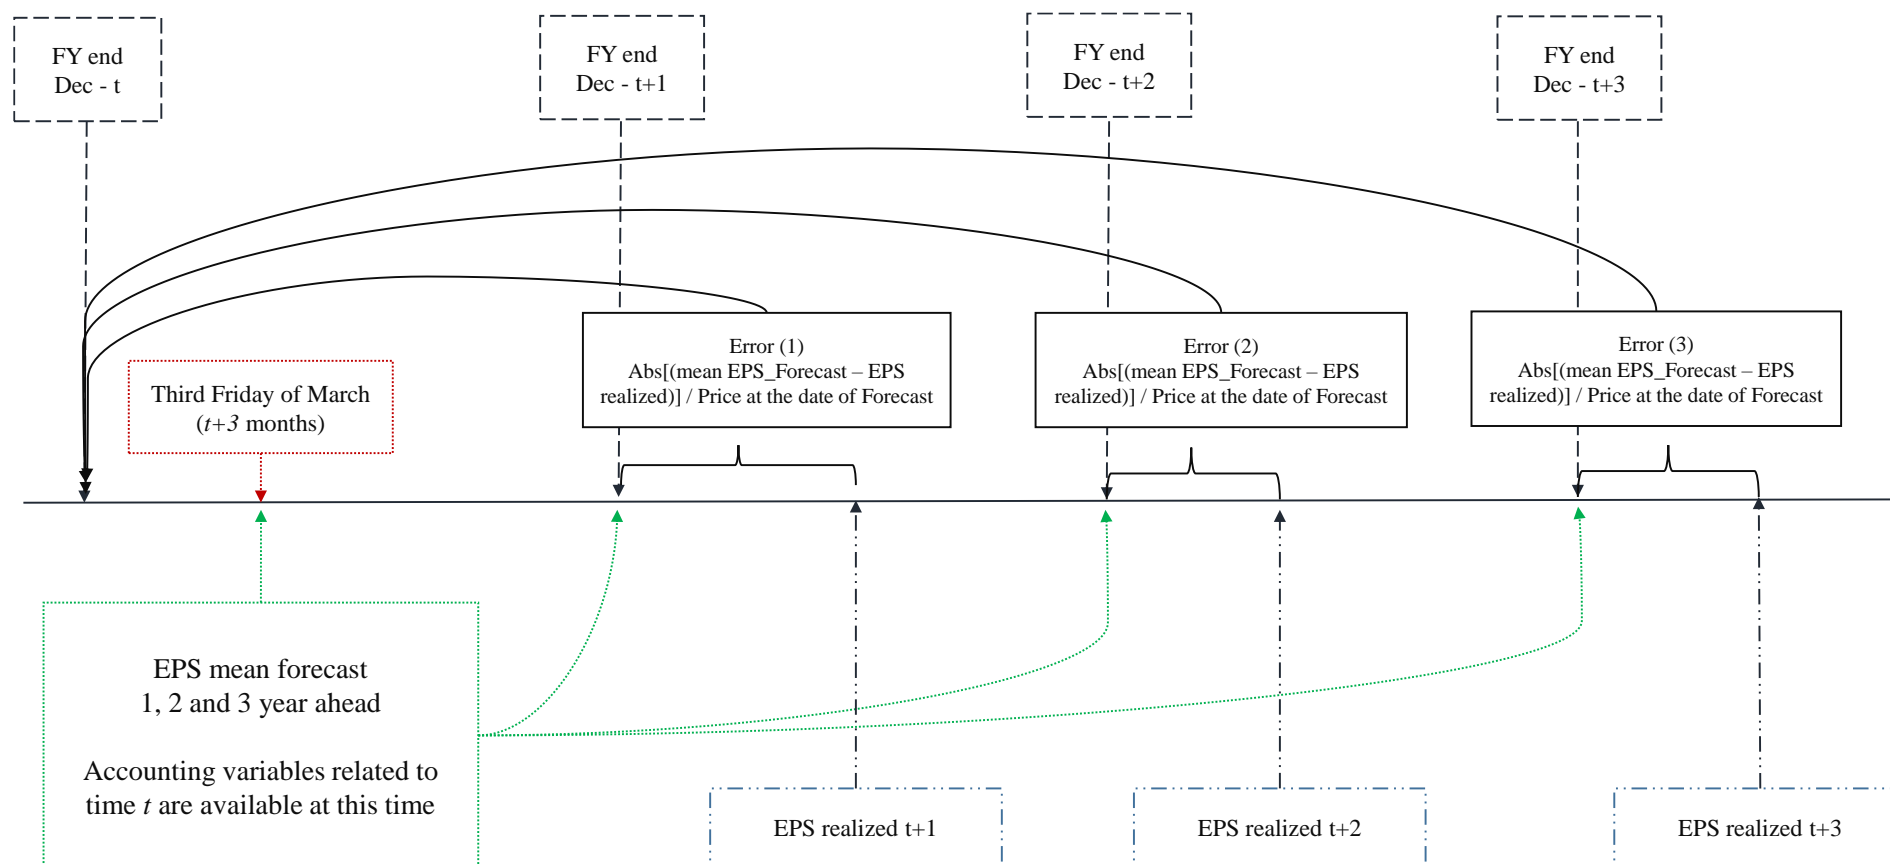 FY end
Dec - t
FY end
Dec - t+1
FY end
Dec - t+2
FY end
Dec - t+3
Error (1)
Abs[(mean EPS_Forecast – EPS
realized)] / Price at the date of Forecast
Error (2)
Abs[(mean EPS_Forecast – EPS
realized)] / Price at the date of Forecast
Error (3)
Abs[(mean EPS_Forecast – EPS
realized)] / Price at the date of Forecast
Third Friday of March
(t+3 months)
EPS mean forecast
1, 2 and 3 year ahead
Accounting variables related to
time t are available at this time
EPS realized t+1
EPS realized t+2
EPS realized t+3